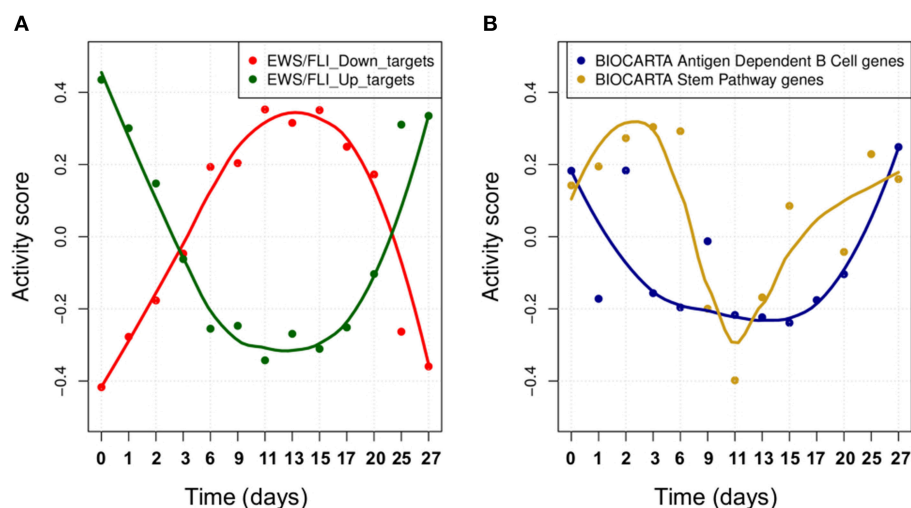 A
EWS/FLI_Down_targets
EWS/FLI_Up_targets
Activity score
0.4
0.2
0.0
−0.2
−0.4
0 1 2 3 6 9 11 13 15 17 20 25 27
Time (days)
B
BIOCARTA Antigen Dependent B Cell genes
BIOCARTA Stem Pathway genes
Activity score
0.4
0.2
0.0
−0.2
−0.4
0 1 2 3 6 9 11 13 15 17 20 25 27
Time (days)